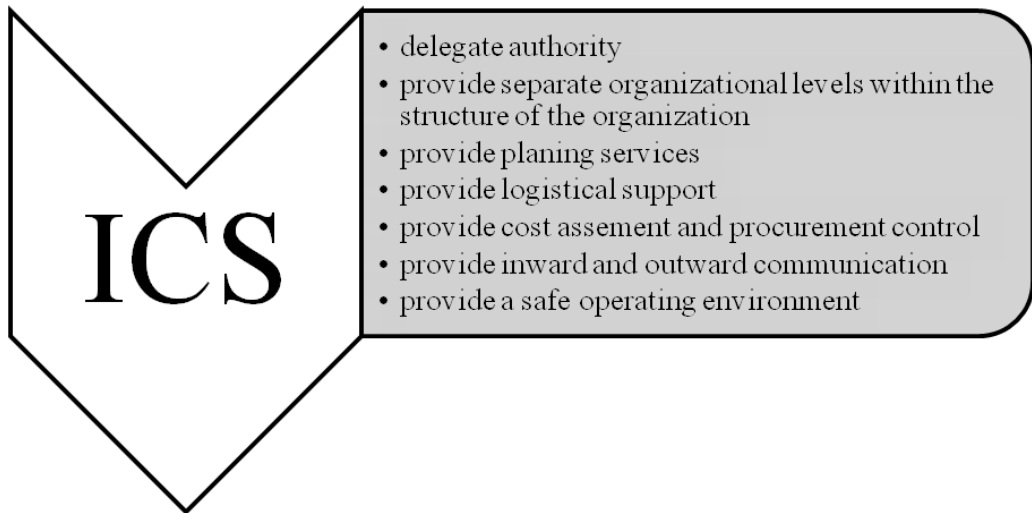 ICS
• delegate authority
• provide separate organizational levels within the
structure of the organization
• provide planing services
• provide logistical support
• provide cost assement and procurement control
• provide inward and outward communication
• provide a safe operating environment